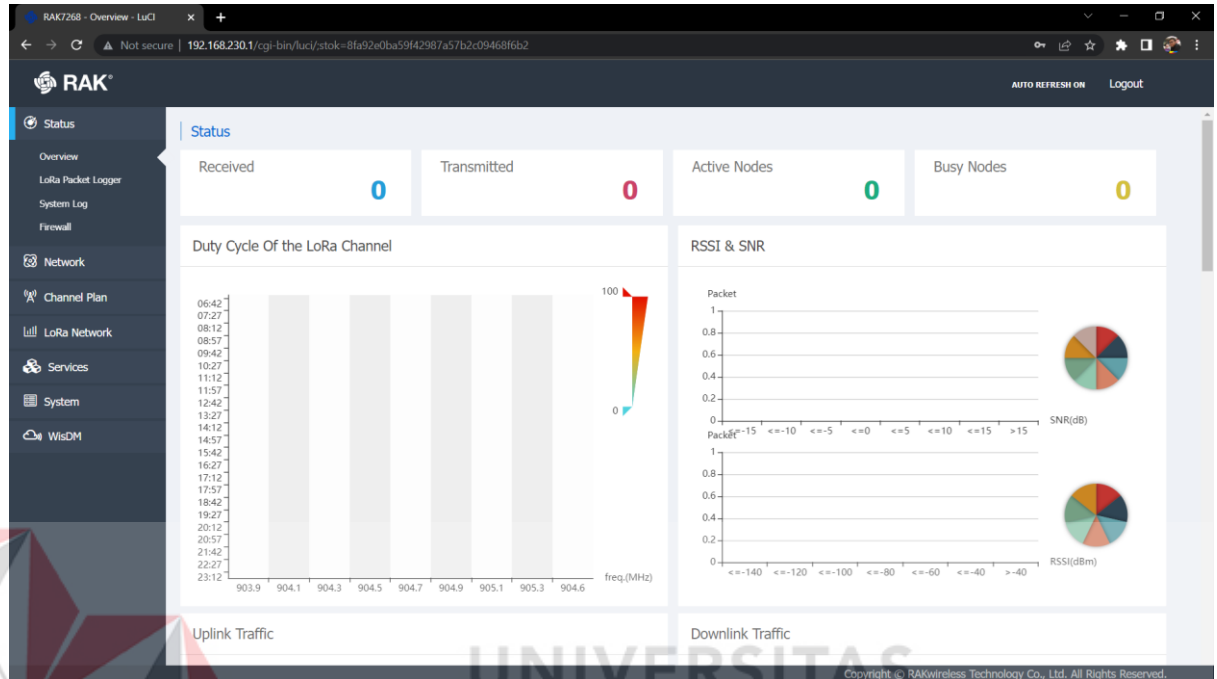 RAK7268 - Overview - LuCI
Not secure | 192.168.230.1/cgi-bin/luci/;stok=8fa92e0ba59f42987a57b2c09468f6b2
RAK®
AUTO REFRESH ON Logout
Status
Overview
LoRa Packet Logger
System Log
Firewall
Network
Channel Plan
LoRa Network
Services
System
WisDM
Status
Received
0
Transmitted
0
Active Nodes
0
Busy Nodes
0
Duty Cycle Of the LoRa Channel
100
0
06:42
07:27
08:12
08:57
09:42
10:27
11:12
11:57
12:42
13:27
14:12
14:57
15:42
16:27
17:12
17:57
18:42
19:27
20:12
20:57
21:42
22:27
23:12
903.9 904.1 904.3 904.5 904.7 904.9 905.1 905.3 904.6
freq.(MHz)
RSSI & SNR
Packet
1
0.8
0.6
0.4
0.2
0
<=-15 <=-10 <=-5 <=0 <=5 <=10 <=15 >15
SNR(dB)
Packet
1
0.8
0.6
0.4
0.2
0
<=-140 <=-120 <=-100 <=-80 <=-60 <=-40 >-40
RSSI(dBm)
Uplink Traffic
Downlink Traffic
UNIVERSITAS
Copyright © RAKwireless Technology Co., Ltd. All Rights Reserved.